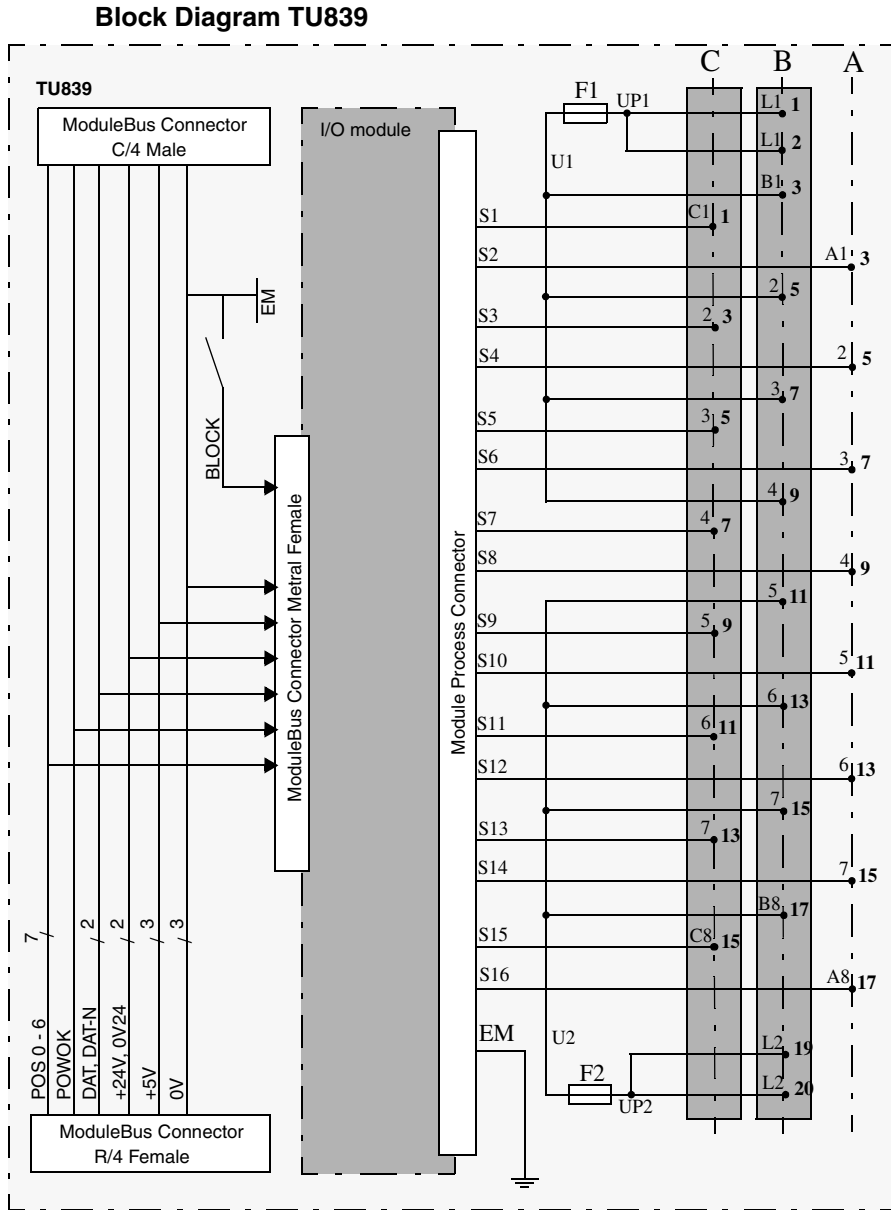 Block Diagram TU839
C B A
TU839
ModuleBus Connector
C/4 Male
I/O module
F1
UP1
L1 1
L1 2
U1
B1 3
S1
C1 1
S2
A1 3
2 5
S3
2 3
S4
2 5
3 7
S5
3 5
S6
3 7
4 9
S7
4 7
S8
4 9
5 11
S9
5 9
S10
5 11
6 13
S11
6 11
S12
6 13
7 15
S13
7 13
S14
7 15
B8 17
S15
C8 15
S16
A8 17
EM
U2
L2 19
F2
L2 20
UP2
EM
BLOCK
ModuleBus Connector Metral Female
Module Process Connector
7 2 2 3 3
POS 0 - 6
POWOK
DAT, DAT-N
+24V, 0V24
+5V
0V
ModuleBus Connector
R/4 Female